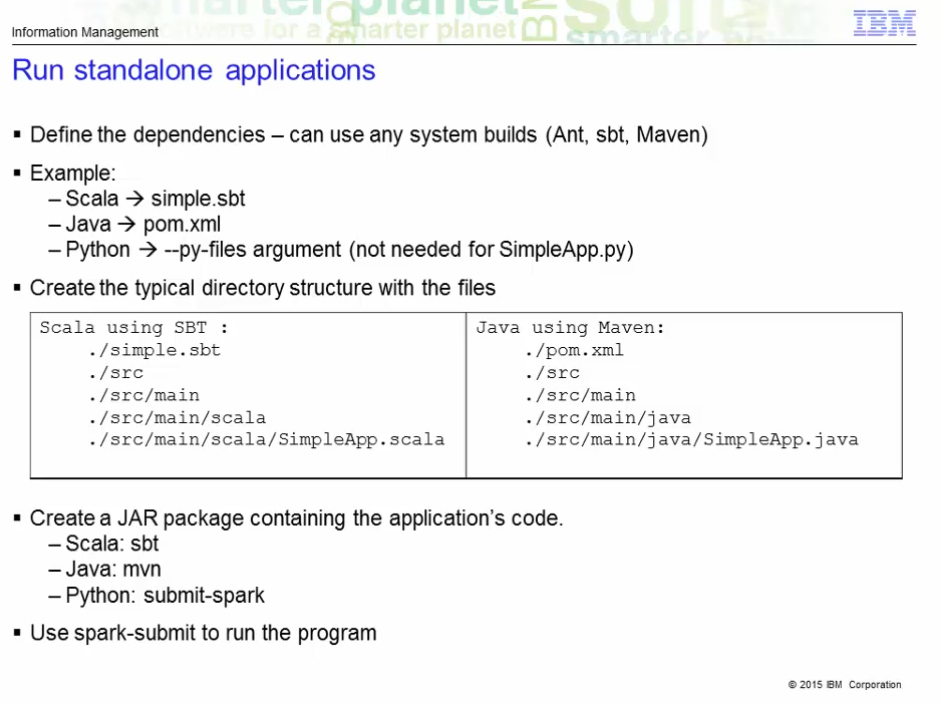 smarter planet
software for a smarter planet
IBM
soft
smarter
IBM
Information Management
Run standalone applications
▪ Define the dependencies – can use any system builds (Ant, sbt, Maven)
▪ Example:
– Scala → simple.sbt
– Java → pom.xml
– Python → --py-files argument (not needed for SimpleApp.py)
▪ Create the typical directory structure with the files
Scala using SBT :
./simple.sbt
./src
./src/main
./src/main/scala
./src/main/scala/SimpleApp.scala
Java using Maven:
./pom.xml
./src
./src/main
./src/main/java
./src/main/java/SimpleApp.java
▪ Create a JAR package containing the application's code.
– Scala: sbt
– Java: mvn
– Python: submit-spark
▪ Use spark-submit to run the program
© 2015 IBM Corporation